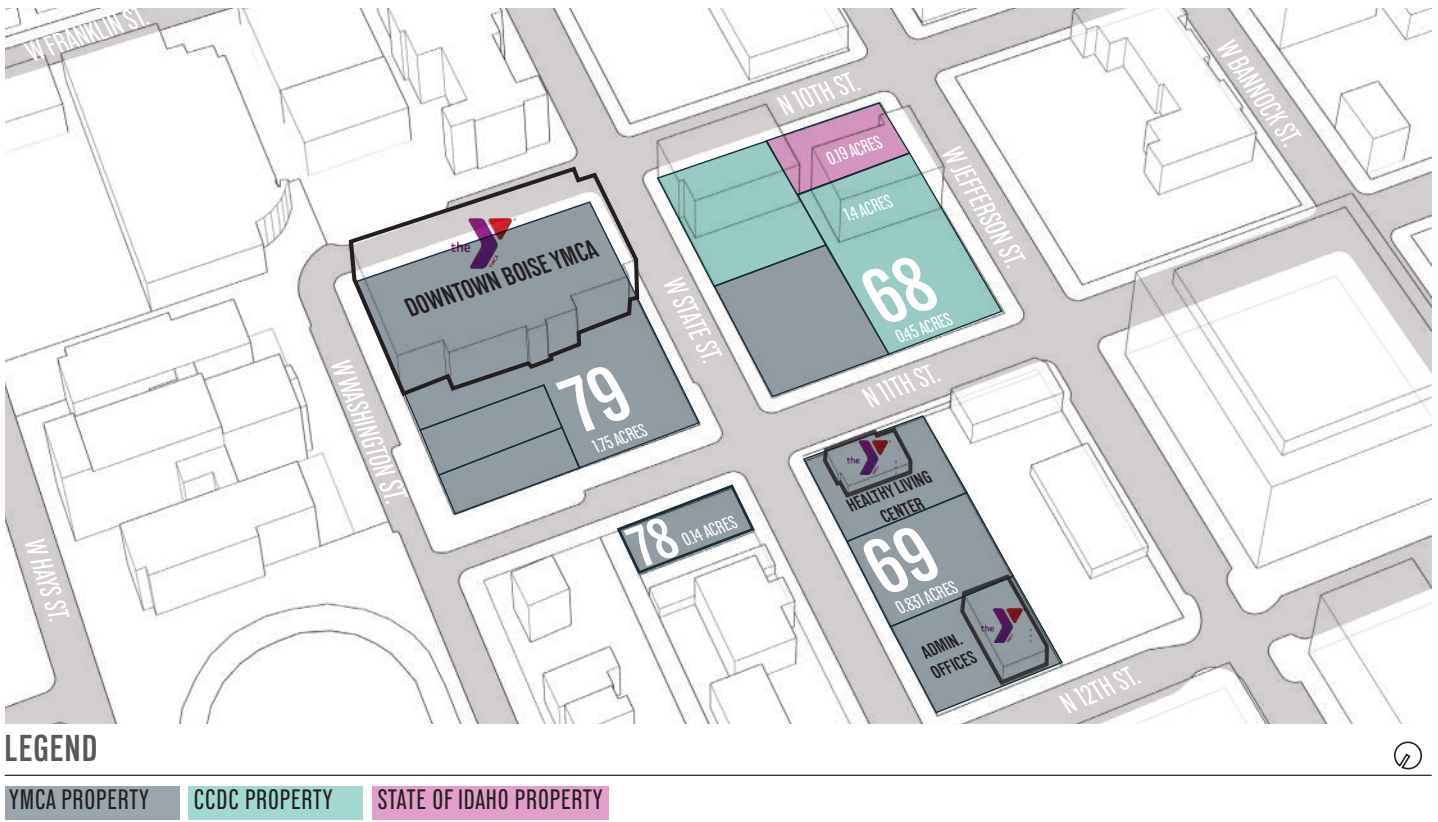 W FRANKLIN ST.
N 10TH ST.
W BANNOCK ST.
0.19 ACRES
W JEFFERSON ST.
1.4 ACRES
the
YMCA
DOWNTOWN BOISE YMCA
W STATE ST.
68
0.45 ACRES
W WASHINGTON ST.
79
1.75 ACRES
N 11TH ST.
the
HEALTHY LIVING
CENTER
78 0.14 ACRES
69
0.831 ACRES
W HAYS ST.
the
ADMIN.
OFFICES
N 12TH ST.
LEGEND
YMCA PROPERTY
CCDC PROPERTY
STATE OF IDAHO PROPERTY